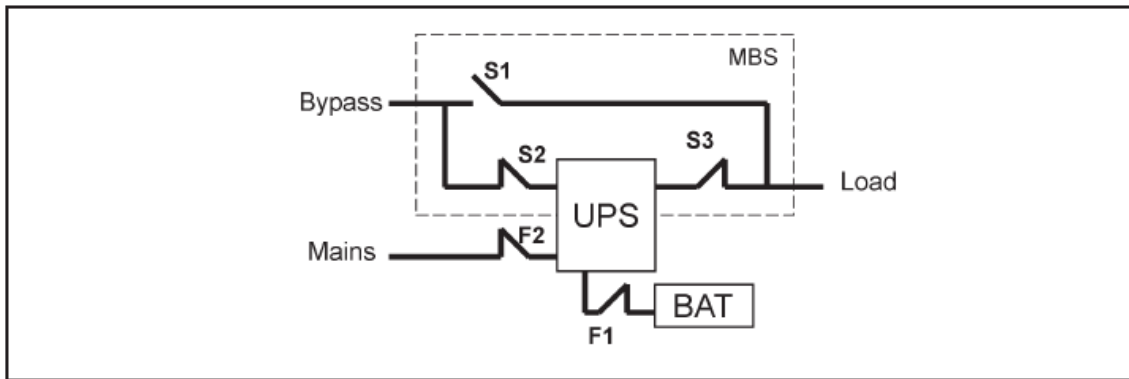 MBS
S1
Bypass
S2
S3
Load
UPS
Mains
F2
BAT
F1